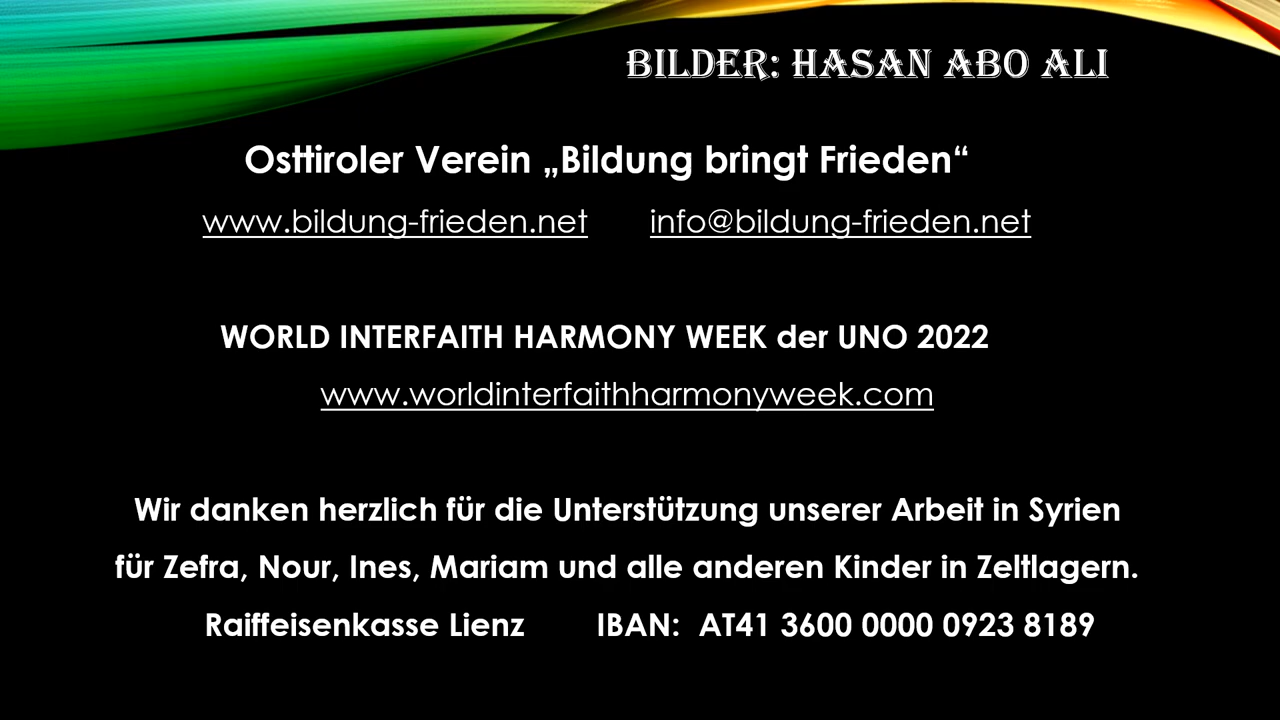 BILDER: HASAN ABO ALI
Osttiroler Verein „Bildung bringt Frieden“
www.bildung-frieden.net info@bildung-frieden.net
WORLD INTERFAITH HARMONY WEEK der UNO 2022
www.worldinterfaithharmonyweek.com
Wir danken herzlich für die Unterstützung unserer Arbeit in Syrien
für Zefra, Nour, Ines, Mariam und alle anderen Kinder in Zeltlagern.
Raiffeisenkasse Lienz IBAN: AT41 3600 0000 0923 8189